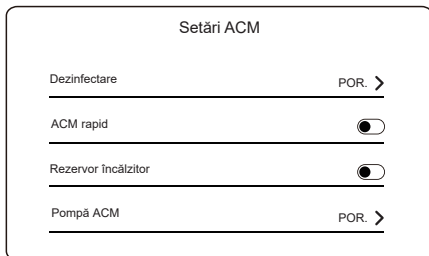 Setări ACM
Dezinfectare POR.
ACM rapid
Rezervor încălzitor
Pompă ACM POR.